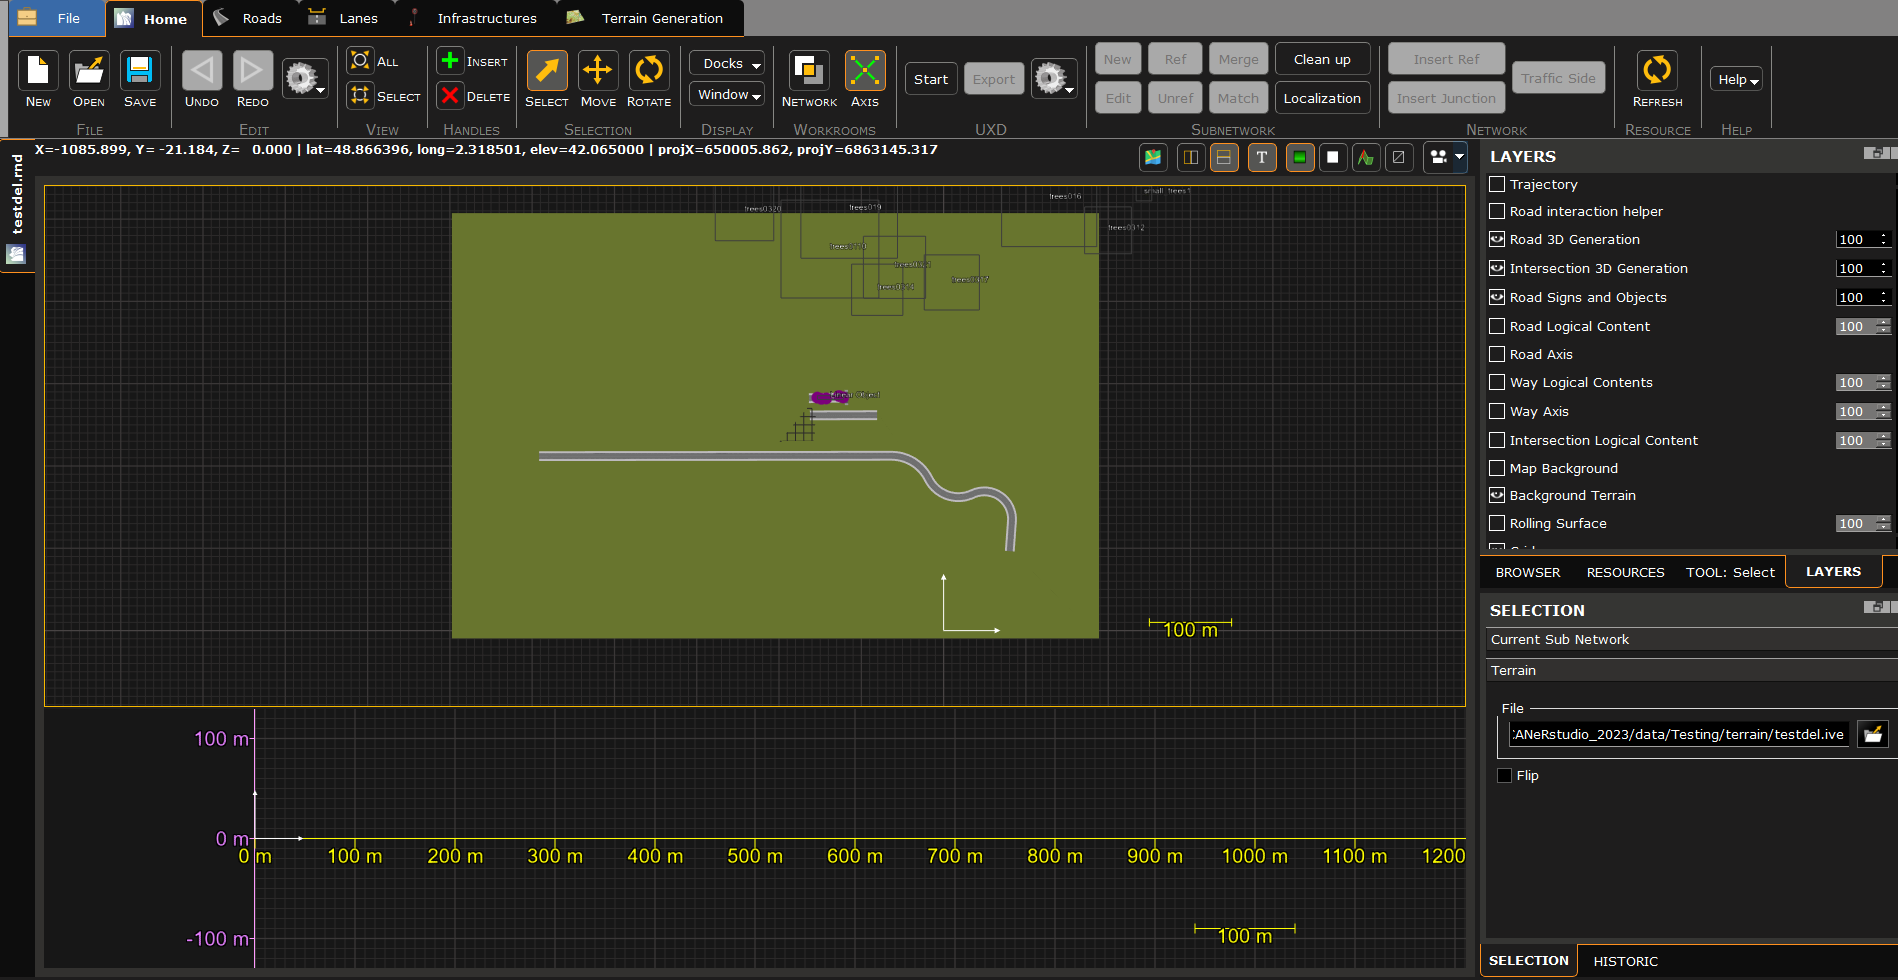 File Home Roads Lanes Infrastructures Terrain Generation
NEW OPEN SAVE UNDO REDO ALL SELECT INSERT DELETE SELECT MOVE ROTATE Docks Window NETWORK AXIS Start Export New Ref Merge Clean up Edit Unref Match Localization Insert Ref Insert Junction Traffic Side REFRESH Help
FILE EDIT VIEW HANDLES SELECTION DISPLAY WORKROOMS UXD SUBNETWORK NETWORK RESOURCE HELP
testdel.rnd
X=-1085.899, Y= -21.184, Z= 0.000 | lat=48.866396, long=2.318501, elev=42.065000 | projX=650005.862, projY=6863145.317
T
small_trees1
trees016
trees0320
trees019
trees0312
100 m
100 m
0 m
-100 m
0 m 100 m 200 m 300 m 400 m 500 m 600 m 700 m 800 m 900 m 1000 m 1100 m 1200
100 m
LAYERS
Trajectory
Road interaction helper
Road 3D Generation 100
Intersection 3D Generation 100
Road Signs and Objects 100
Road Logical Content 100
Road Axis
Way Logical Contents 100
Way Axis 100
Intersection Logical Content 100
Map Background
Background Terrain
Rolling Surface 100
BROWSER RESOURCES TOOL: Select LAYERS
SELECTION
Current Sub Network
Terrain
File
CANeRstudio_2023/data/Testing/terrain/testdel.ive
Flip
SELECTION HISTORIC